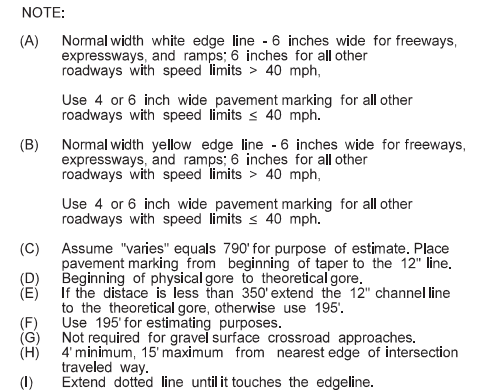 NOTE:
(A) Normal width white edge line - 6 inches wide for freeways,
expressways, and ramps; 6 inches for all other
roadways with speed limits > 40 mph,
Use 4 or 6 inch wide pavement marking for all other
roadways with speed limits ≤ 40 mph.
(B) Normal width yellow edge line - 6 inches wide for freeways,
expressways, and ramps; 6 inches for all other
roadways with speed limits > 40 mph,
Use 4 or 6 inch wide pavement marking for all other
roadways with speed limits ≤ 40 mph.
(C) Assume "varies" equals 790' for purpose of estimate. Place
pavement marking from beginning of taper to the 12" line.
(D) Beginning of physical gore to theoretical gore.
(E) If the distace is less than 350' extend the 12" channel line
to the theoretical gore, otherwise use 195'.
(F) Use 195' for estimating purposes.
(G) Not required for gravel surface crossroad approaches.
(H) 4' minimum, 15' maximum from nearest edge of intersection
traveled way.
(I) Extend dotted line until it touches the edgeline.